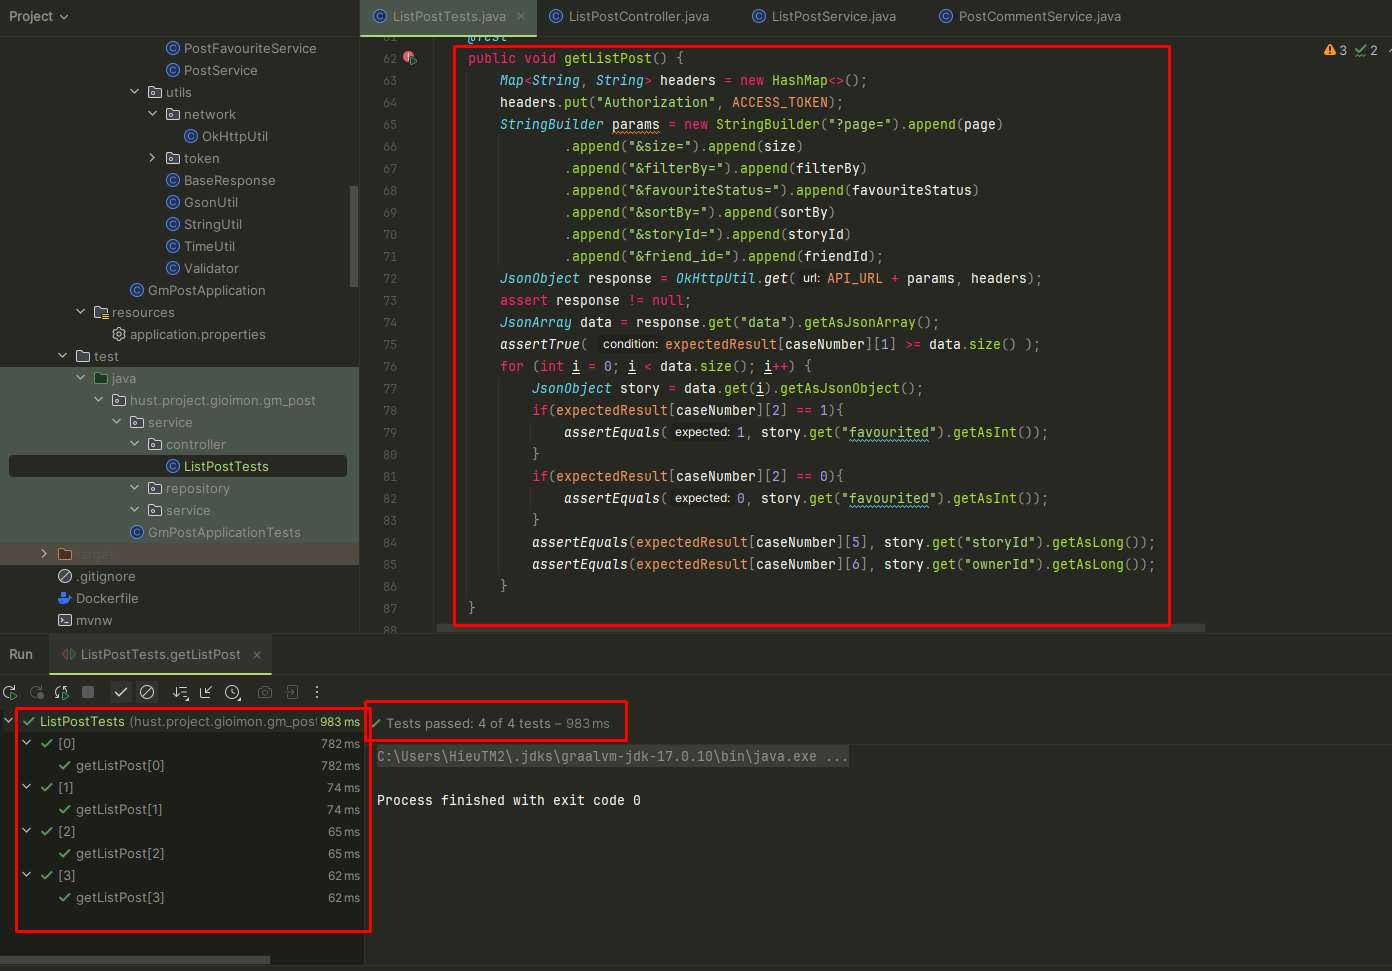 Project
ListPostTests.java
ListPostController.java
ListPostService.java
PostCommentService.java
PostFavouriteService
PostService
utils
network
OkHttpUtil
token
BaseResponse
GsonUtil
StringUtil
TimeUtil
Validator
GmPostApplication
resources
application.properties
test
java
hust.project.gioimon.gm_post
service
controller
ListPostTests
repository
service
GmPostApplicationTests
target
.gitignore
Dockerfile
mvnw
3 2
61 @Test
62 public void getListPost() {
63 Map<String, String> headers = new HashMap<>();
64 headers.put("Authorization", ACCESS_TOKEN);
65 StringBuilder params = new StringBuilder("?page=").append(page)
66 .append("&size=").append(size)
67 .append("&filterBy=").append(filterBy)
68 .append("&favouriteStatus=").append(favouriteStatus)
69 .append("&sortBy=").append(sortBy)
70 .append("&storyId=").append(storyId)
71 .append("&friend_id=").append(friendId);
72 JsonObject response = OkHttpUtil.get( url: API_URL + params, headers);
73 assert response != null;
74 JsonArray data = response.get("data").getAsJsonArray();
75 assertTrue( condition: expectedResult[caseNumber][1] >= data.size() );
76 for (int i = 0; i < data.size(); i++) {
77 JsonObject story = data.get(i).getAsJsonObject();
78 if(expectedResult[caseNumber][2] == 1){
79 assertEquals( expected: 1, story.get("favourited").getAsInt());
80 }
81 if(expectedResult[caseNumber][2] == 0){
82 assertEquals( expected: 0, story.get("favourited").getAsInt());
83 }
84 assertEquals(expectedResult[caseNumber][5], story.get("storyId").getAsLong());
85 assertEquals(expectedResult[caseNumber][6], story.get("ownerId").getAsLong());
86 }
87 }
88
Run
ListPostTests.getListPost
ListPostTests (hust.project.gioimon.gm_post 983 ms
[0] 782 ms
getListPost[0] 782 ms
[1] 74 ms
getListPost[1] 74 ms
[2] 65 ms
getListPost[2] 65 ms
[3] 62 ms
getListPost[3] 62 ms
Tests passed: 4 of 4 tests – 983 ms
C:\Users\HieuTM2\.jdks\graalvm-jdk-17.0.10\bin\java.exe ...
Process finished with exit code 0